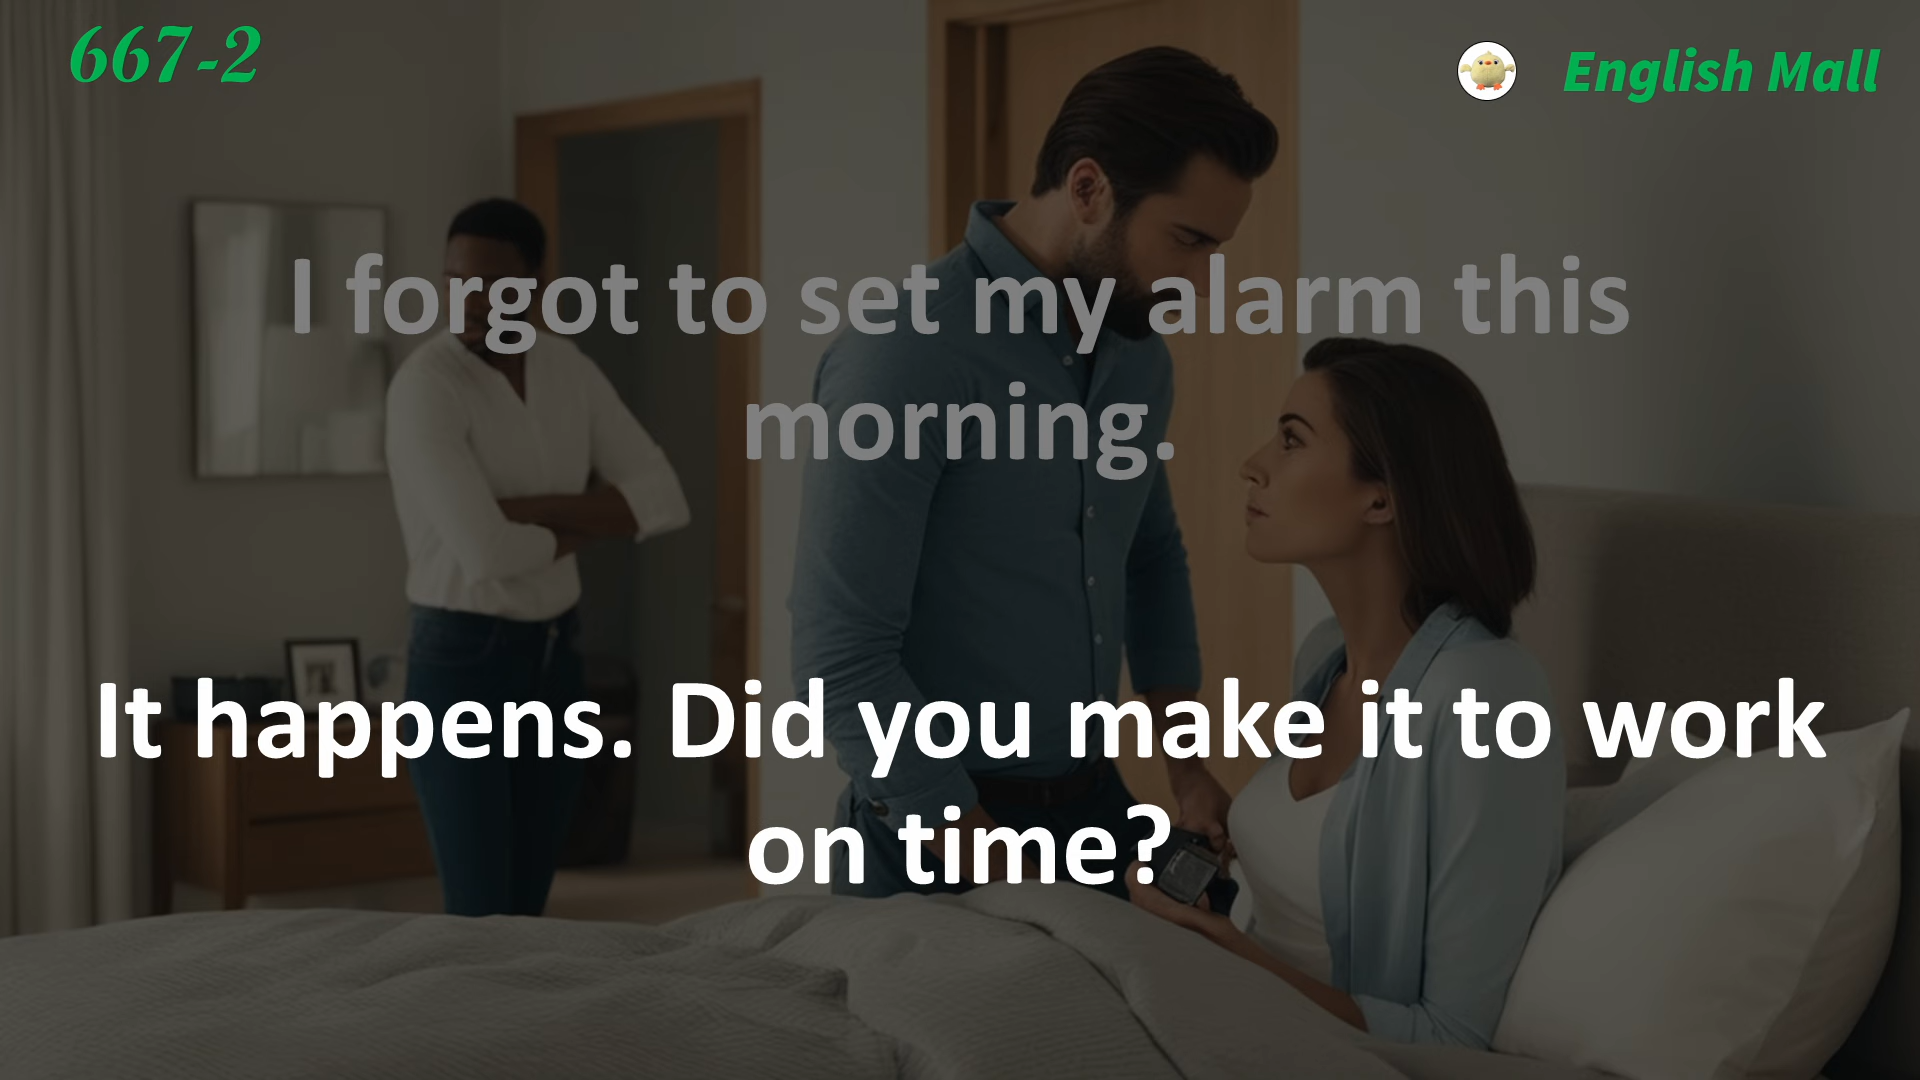 667-2
English Mall
I forgot to set my alarm this
morning.
It happens. Did you make it to work
on time?